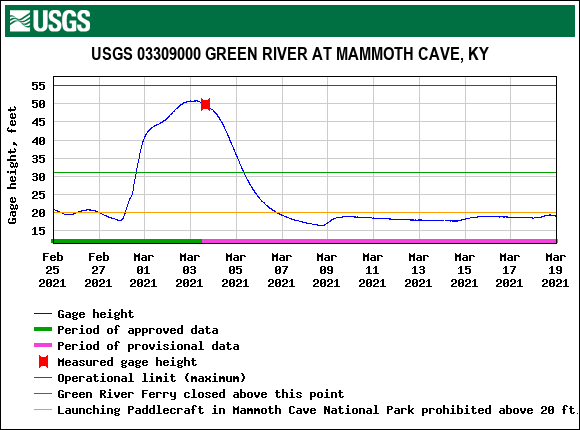 USGS
USGS 03309000 GREEN RIVER AT MAMMOTH CAVE, KY
Gage height, feet
55
50
45
40
35
30
25
20
15
Feb Feb Mar Mar Mar Mar Mar Mar Mar Mar Mar Mar
25 27 01 03 05 07 09 11 13 15 17 19
2021 2021 2021 2021 2021 2021 2021 2021 2021 2021 2021 2021
Gage height
Period of approved data
Period of provisional data
Measured gage height
Operational limit (maximum)
Green River Ferry closed above this point
Launching Paddlecraft in Mammoth Cave National Park prohibited above 20 ft.